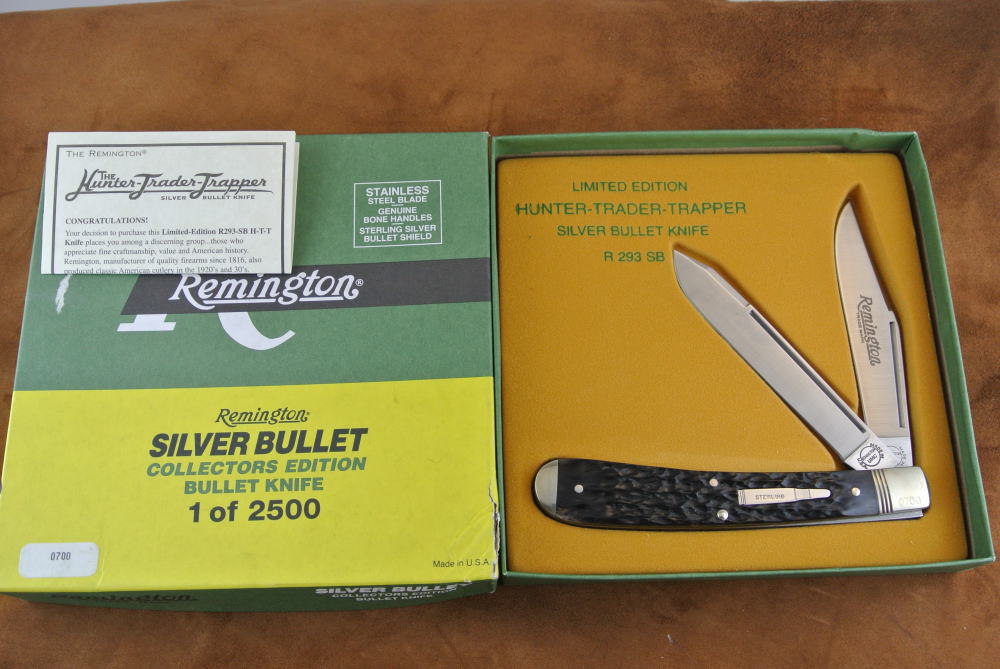 THE REMINGTON®
THE
Hunter-Trader-Trapper
SILVER BULLET KNIFE
CONGRATULATIONS!
Your decision to purchase this Limited-Edition R293-SB H-T-T
Knife places you among a discerning group...those who
appreciate fine craftmanship, value and American history.
Remington, manufacturer of quality firearms since 1816, also
produced classic American cutlery in the 1920's and 30's.
STAINLESS
STEEL BLADE
GENUINE
BONE HANDLES
STERLING SILVER
BULLET SHIELD
Remington®
Remington®
SILVER BULLET
COLLECTORS EDITION
BULLET KNIFE
1 of 2500
0700
Made in U.S.A.
Remington
SILVER BULLET
COLLECTORS EDITION
BULLET KNIFE
LIMITED EDITION
HUNTER-TRADER-TRAPPER
SILVER BULLET KNIFE
R 293 SB
Remington
TRADE MARK
STERLING
0700